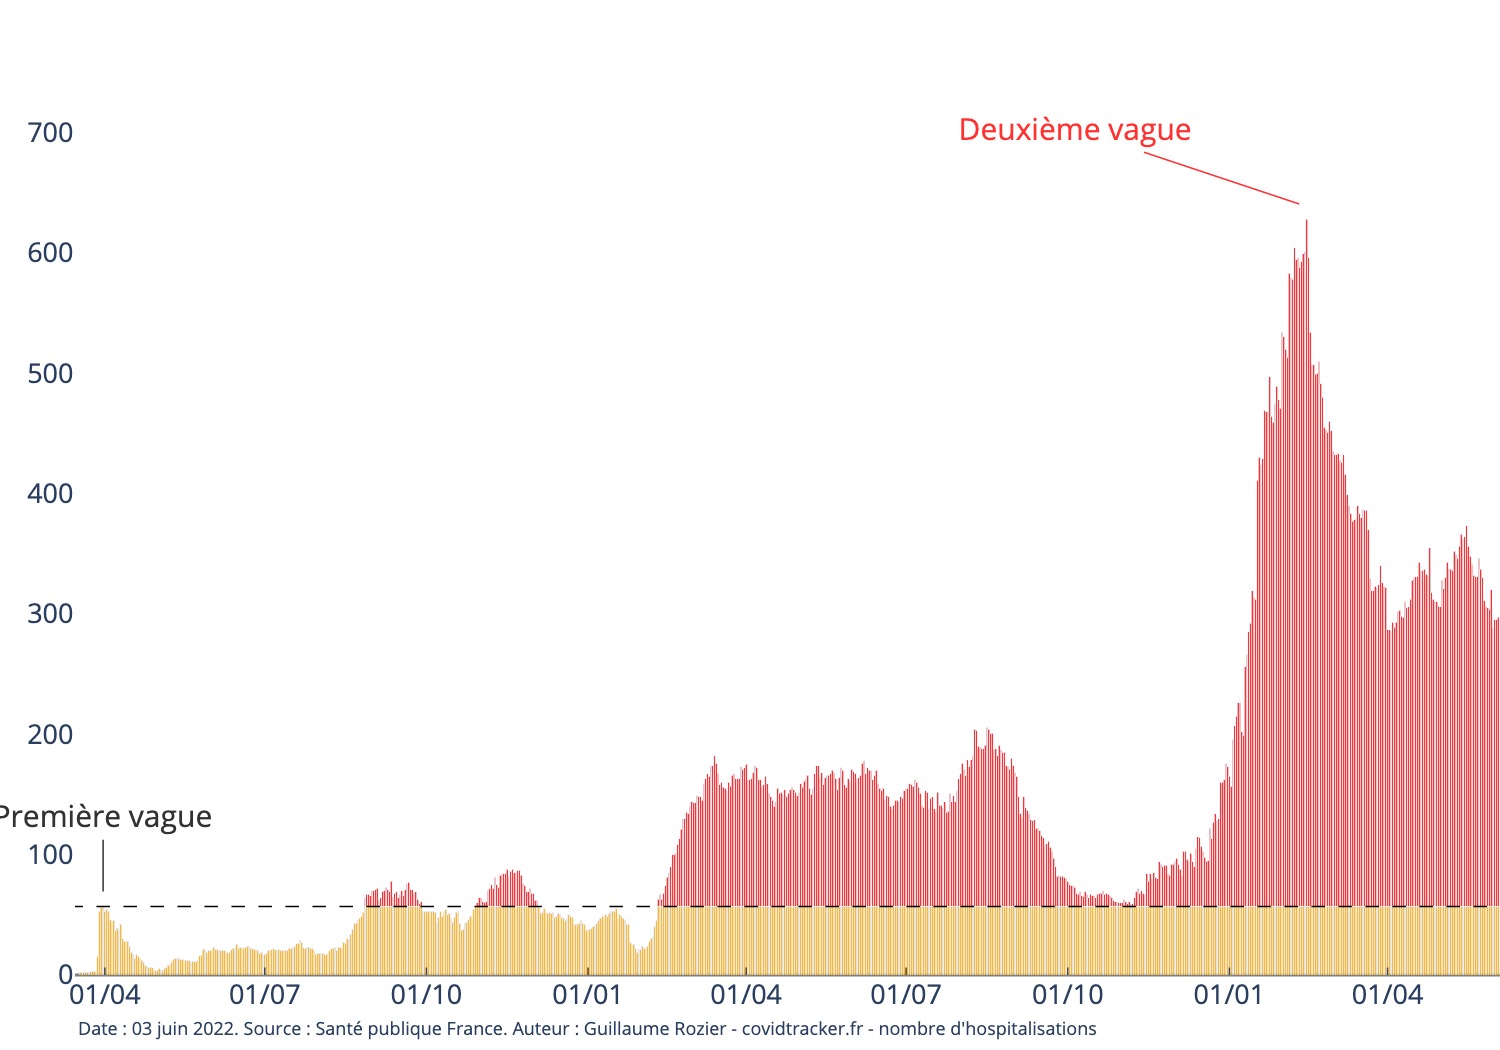 700
Deuxième vague
600
500
400
300
200
Première vague
100
0
01/04 01/07 01/10 01/01 01/04 01/07 01/10 01/01 01/04
Date : 03 juin 2022. Source : Santé publique France. Auteur : Guillaume Rozier - covidtracker.fr - nombre d'hospitalisations